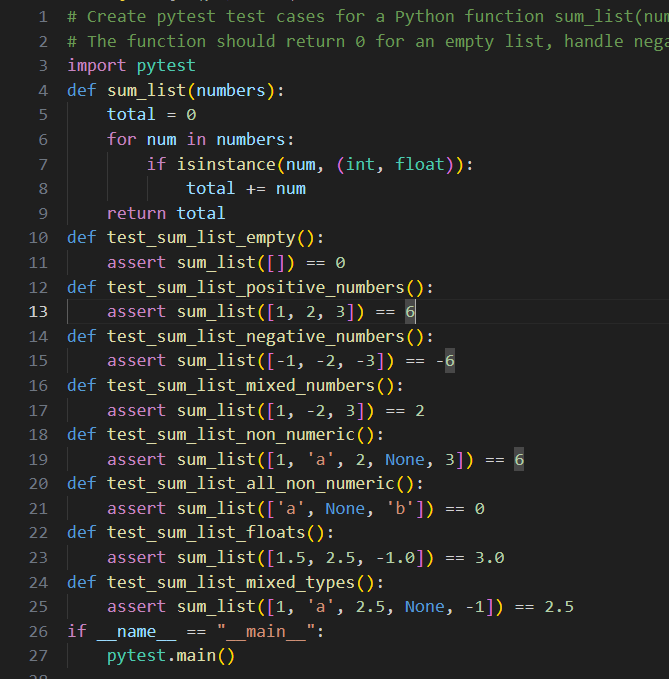 1 # Create pytest test cases for a Python function sum_list(num
2 # The function should return 0 for an empty list, handle nega
3 import pytest
4 def sum_list(numbers):
5     total = 0
6     for num in numbers:
7         if isinstance(num, (int, float)):
8             total += num
9     return total
10 def test_sum_list_empty():
11     assert sum_list([]) == 0
12 def test_sum_list_positive_numbers():
13     assert sum_list([1, 2, 3]) == 6
14 def test_sum_list_negative_numbers():
15     assert sum_list([-1, -2, -3]) == -6
16 def test_sum_list_mixed_numbers():
17     assert sum_list([1, -2, 3]) == 2
18 def test_sum_list_non_numeric():
19     assert sum_list([1, 'a', 2, None, 3]) == 6
20 def test_sum_list_all_non_numeric():
21     assert sum_list(['a', None, 'b']) == 0
22 def test_sum_list_floats():
23     assert sum_list([1.5, 2.5, -1.0]) == 3.0
24 def test_sum_list_mixed_types():
25     assert sum_list([1, 'a', 2.5, None, -1]) == 2.5
26 if __name__ == "__main__":
27     pytest.main()